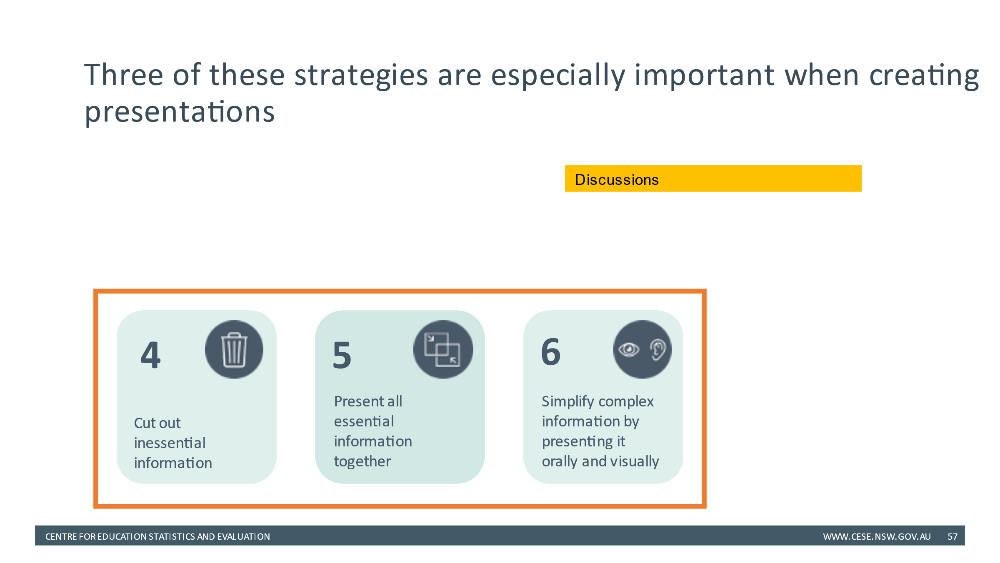 Three of these strategies are especially important when creating
presentations
Discussions
4
Cut out
inessential
information
5
Present all
essential
information
together
6
Simplify complex
information by
presenting it
orally and visually
CENTRE FOR EDUCATION STATISTICS AND EVALUATION
WWW.CESE.NSW.GOV.AU 57